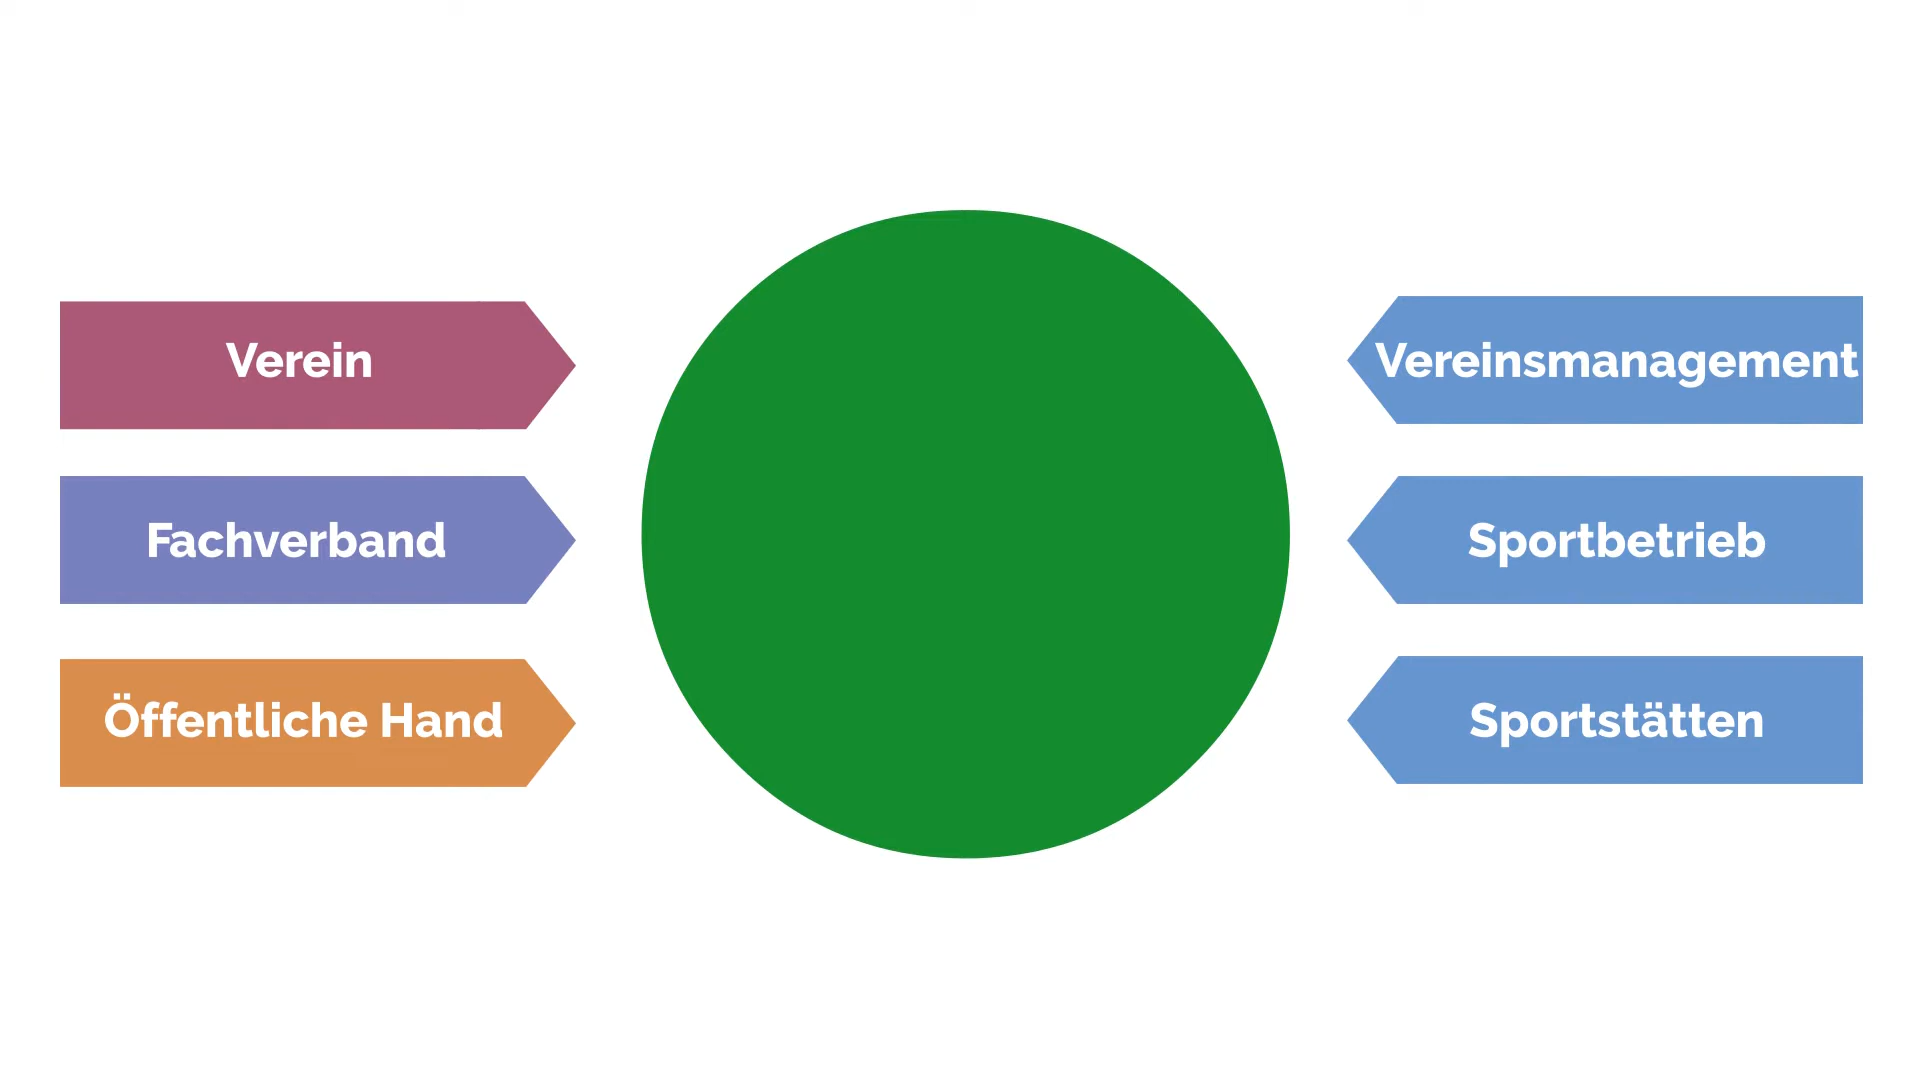 Verein
Fachverband
Öffentliche Hand
Vereinsmanagement
Sportbetrieb
Sportstätten